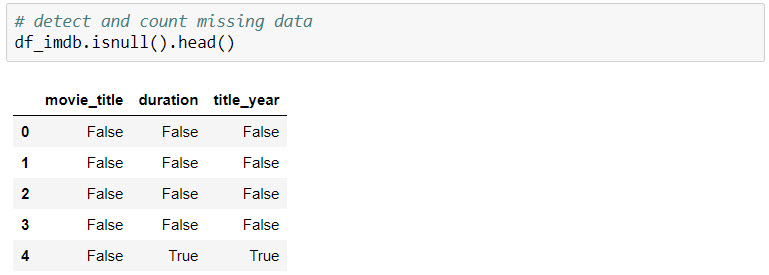 # detect and count missing data
df_imdb.isnull().head()
movie_title duration title_year
0 False False False
1 False False False
2 False False False
3 False False False
4 False True True